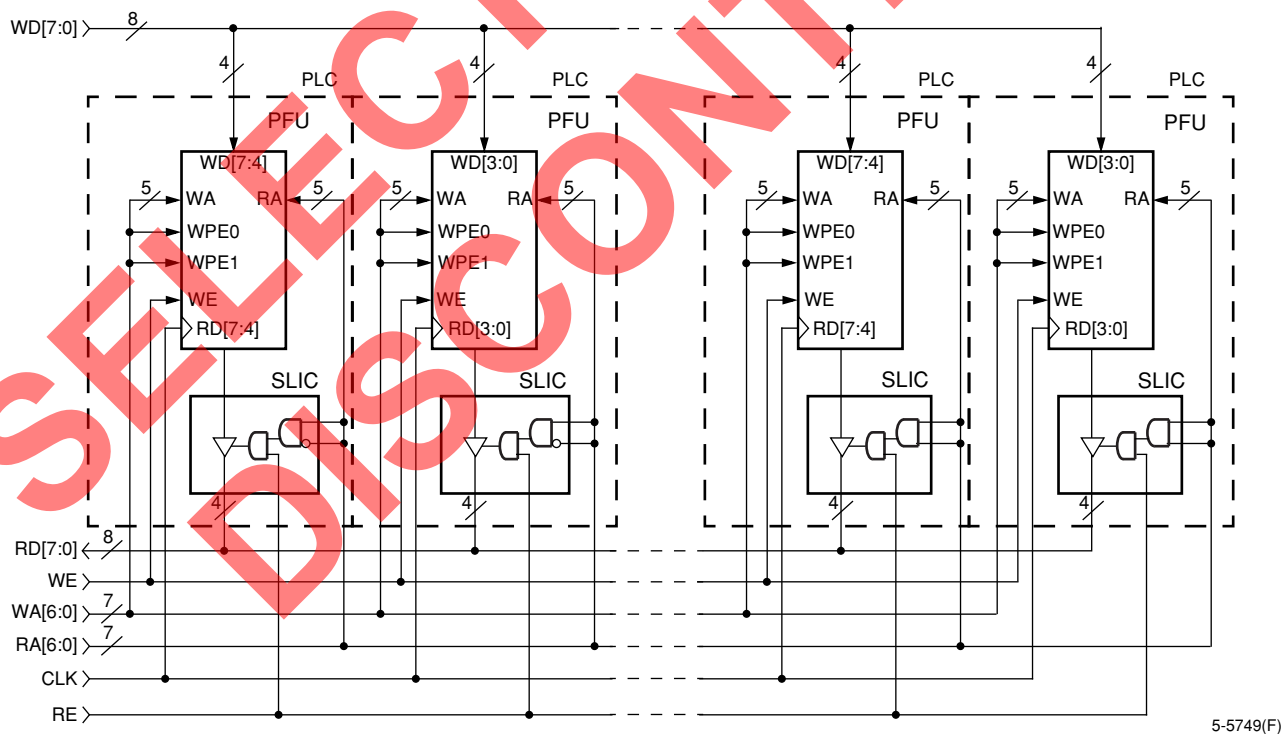 WD[7:0] 8
4 4 4 4
PLC PLC PLC PLC
PFU PFU PFU PFU
WD[7:4] WD[3:0] WD[7:4] WD[3:0]
5 WA RA 5 5 WA RA 5 5 WA RA 5 5 WA RA 5
WPE0 WPE0 WPE0 WPE0
WPE1 WPE1 WPE1 WPE1
WE WE WE WE
RD[7:4] RD[3:0] RD[7:4] RD[3:0]
SLIC SLIC SLIC SLIC
4 4 4 4
RD[7:0] 8
WE
WA[6:0] 7
RA[6:0] 7
CLK
RE
5-5749(F)
SELECT
DISCONT